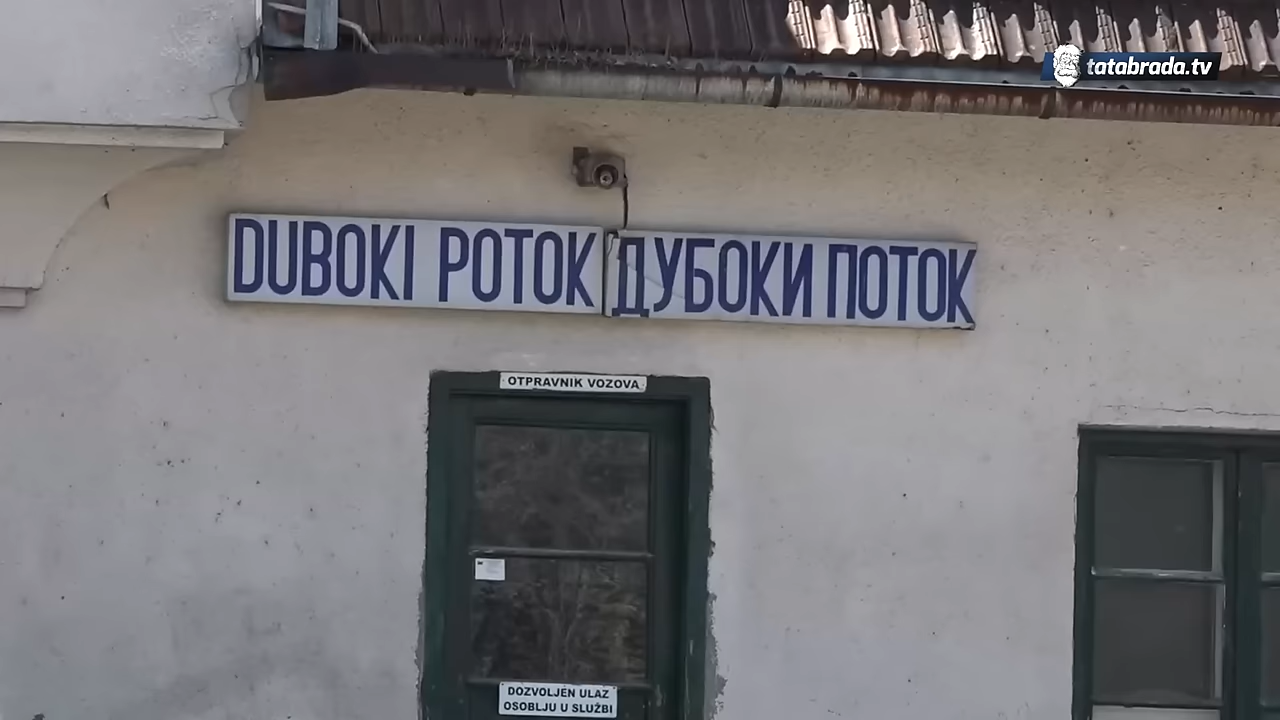 tatabrada.tv
DUBOKI POTOK ДУБОКИ ПОТОК
OTPRAVNIK VOZOVA
DOZVOLJEN ULAZ
OSOBLJU U SLUŽBI